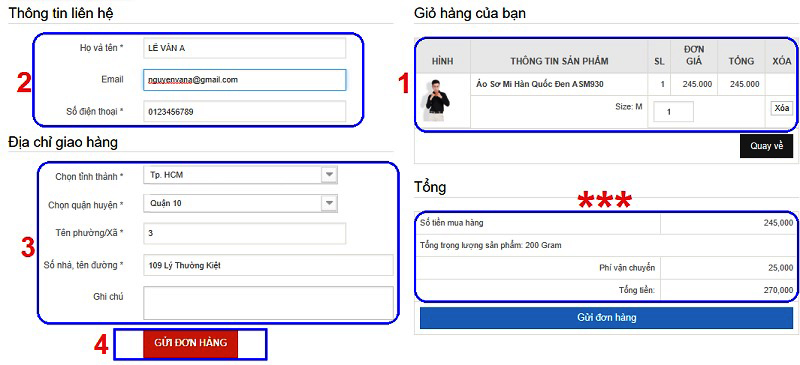 Thông tin liên hệ
Họ và tên * LÊ VĂN A
2
Email nguyenvana@gmail.com
Số điện thoại * 0123456789
Địa chỉ giao hàng
Chọn tỉnh thành * Tp. HCM
Chọn quận huyện * Quận 10
3
Tên phường/Xã * 3
Số nhà, tên đường * 109 Lý Thường Kiệt
Ghi chú
4 GỬI ĐƠN HÀNG
Giỏ hàng của bạn
HÌNH THÔNG TIN SẢN PHẨM SL ĐƠN GIÁ TỔNG XÓA
1
Áo Sơ Mi Hàn Quốc Đen ASM930 1 245.000 245.000
Size: M 1 Xóa
Quay về
Tổng
***
Số tiền mua hàng 245,000
Tổng trọng lượng sản phẩm: 200 Gram
Phí vận chuyển 25,000
Tổng tiền: 270,000
Gửi đơn hàng